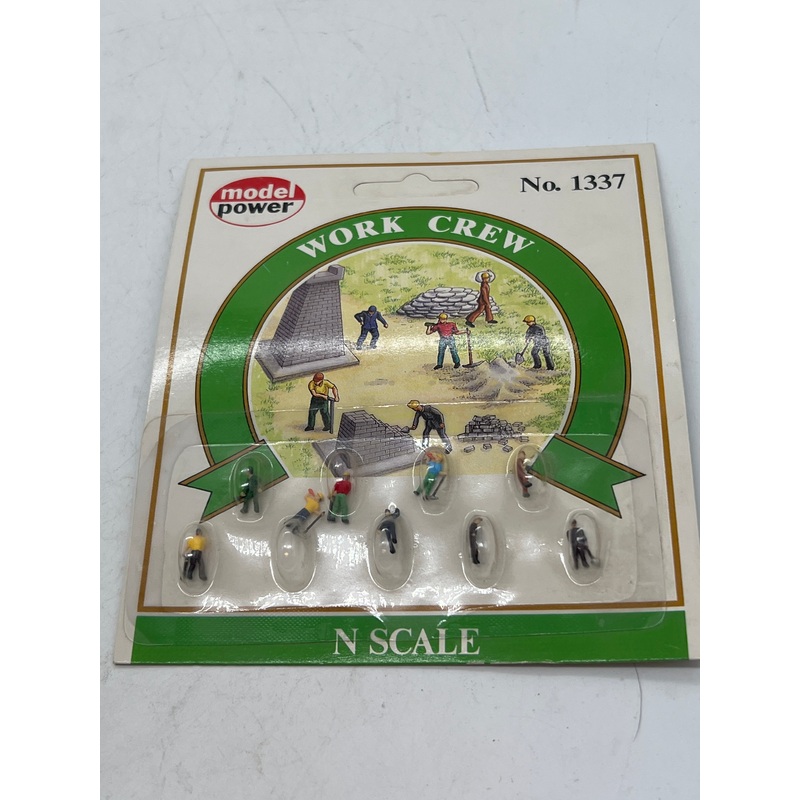 model
power
No. 1337
WORK CREW
N SCALE